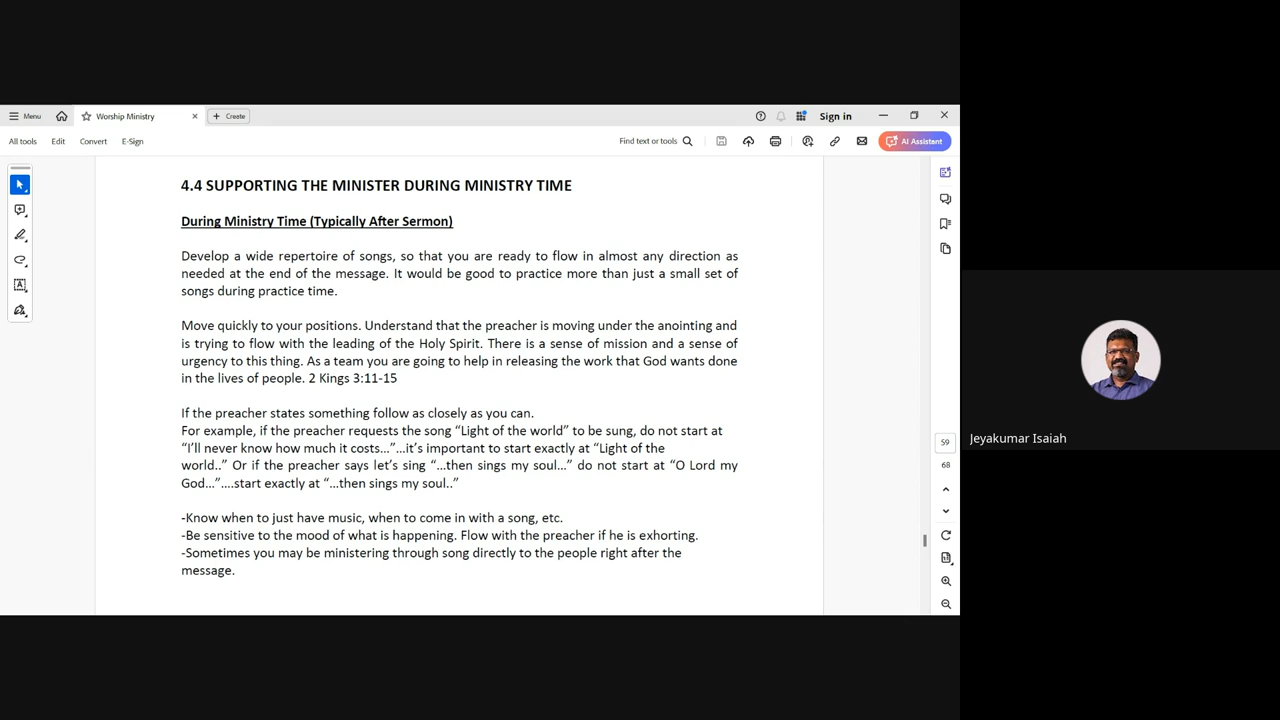 Menu
Worship Ministry
Create
Sign in
All tools
Edit
Convert
E-Sign
Find text or tools
AI Assistant
4.4 SUPPORTING THE MINISTER DURING MINISTRY TIME
During Ministry Time (Typically After Sermon)
Develop a wide repertoire of songs, so that you are ready to flow in almost any direction as
needed at the end of the message. It would be good to practice more than just a small set of
songs during practice time.
Move quickly to your positions. Understand that the preacher is moving under the anointing and
is trying to flow with the leading of the Holy Spirit. There is a sense of mission and a sense of
urgency to this thing. As a team you are going to help in releasing the work that God wants done
in the lives of people. 2 Kings 3:11-15
If the preacher states something follow as closely as you can.
For example, if the preacher requests the song “Light of the world” to be sung, do not start at
“I’ll never know how much it costs...”...it’s important to start exactly at “Light of the
world..” Or if the preacher says let’s sing “...then sings my soul...” do not start at “O Lord my
God...”....start exactly at “...then sings my soul..”
-Know when to just have music, when to come in with a song, etc.
-Be sensitive to the mood of what is happening. Flow with the preacher if he is exhorting.
-Sometimes you may be ministering through song directly to the people right after the
message.
59
68
Jeyakumar Isaiah